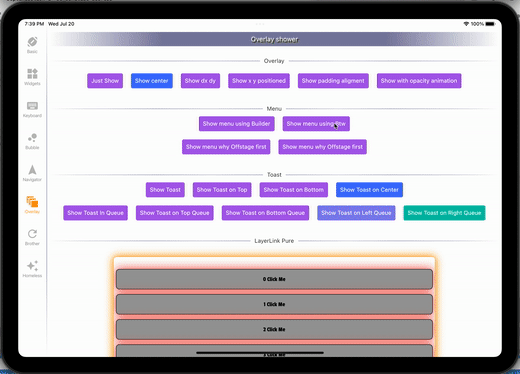 7:39 PM Wed Jul 20
100%
Overlay shower
Basic
Widgets
Keyboard
Bubble
Navigator
Overlay
Brother
Homeless
Overlay
Just Show
Show center
Show dx dy
Show x y positioned
Show padding aligment
Show with opacity animation
Menu
Show menu using Builder
Show menu using
Show menu why Offstage first
Show menu why Offstage first
Toast
Show Toast
Show Toast on Top
Show Toast on Bottom
Show Toast on Center
Show Toast In Queue
Show Toast on Top Queue
Show Toast on Bottom Queue
Show Toast on Left Queue
Show Toast on Right Queue
LayerLink Pure
0 Click Me
1 Click Me
2 Click Me
3 Click Me